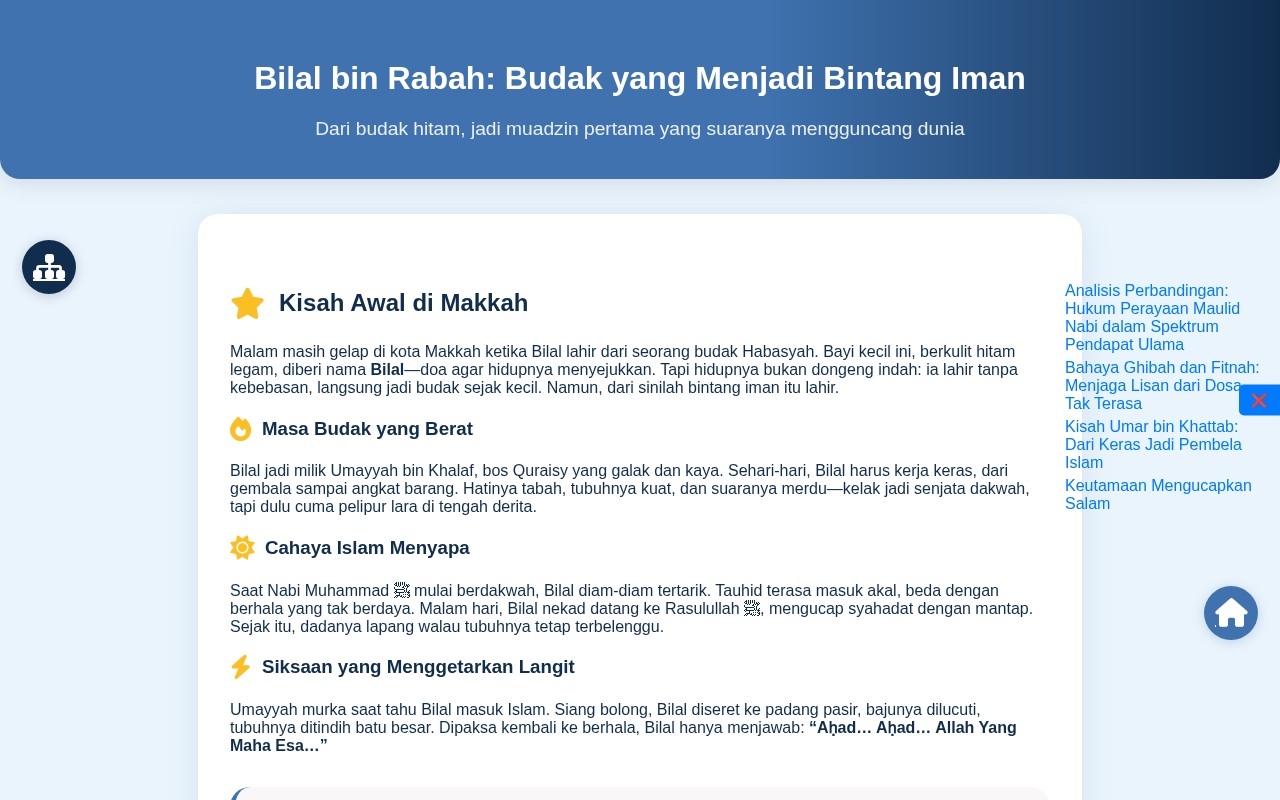 Bilal bin Rabah: Budak yang Menjadi Bintang Iman
Dari budak hitam, jadi muadzin pertama yang suaranya mengguncang dunia
Kisah Awal di Makkah
Malam masih gelap di kota Makkah ketika Bilal lahir dari seorang budak Habasyah. Bayi kecil ini, berkulit hitam
legam, diberi nama Bilal—doa agar hidupnya menyejukkan. Tapi hidupnya bukan dongeng indah: ia lahir tanpa
kebebasan, langsung jadi budak sejak kecil. Namun, dari sinilah bintang iman itu lahir.
Masa Budak yang Berat
Bilal jadi milik Umayyah bin Khalaf, bos Quraisy yang galak dan kaya. Sehari-hari, Bilal harus kerja keras, dari
gembala sampai angkat barang. Hatinya tabah, tubuhnya kuat, dan suaranya merdu—kelak jadi senjata dakwah,
tapi dulu cuma pelipur lara di tengah derita.
Cahaya Islam Menyapa
Saat Nabi Muhammad ﷺ mulai berdakwah, Bilal diam-diam tertarik. Tauhid terasa masuk akal, beda dengan
berhala yang tak berdaya. Malam hari, Bilal nekad datang ke Rasulullah ﷺ, mengucap syahadat dengan mantap.
Sejak itu, dadanya lapang walau tubuhnya tetap terbelenggu.
Siksaan yang Menggetarkan Langit
Umayyah murka saat tahu Bilal masuk Islam. Siang bolong, Bilal diseret ke padang pasir, bajunya dilucuti,
tubuhnya ditindih batu besar. Dipaksa kembali ke berhala, Bilal hanya menjawab: “Aḥad… Aḥad… Allah Yang
Maha Esa…”
Analisis Perbandingan:
Hukum Perayaan Maulid
Nabi dalam Spektrum
Pendapat Ulama
Bahaya Ghibah dan Fitnah:
Menjaga Lisan dari Dosa
Tak Terasa
Kisah Umar bin Khattab:
Dari Keras Jadi Pembela
Islam
Keutamaan Mengucapkan
Salam